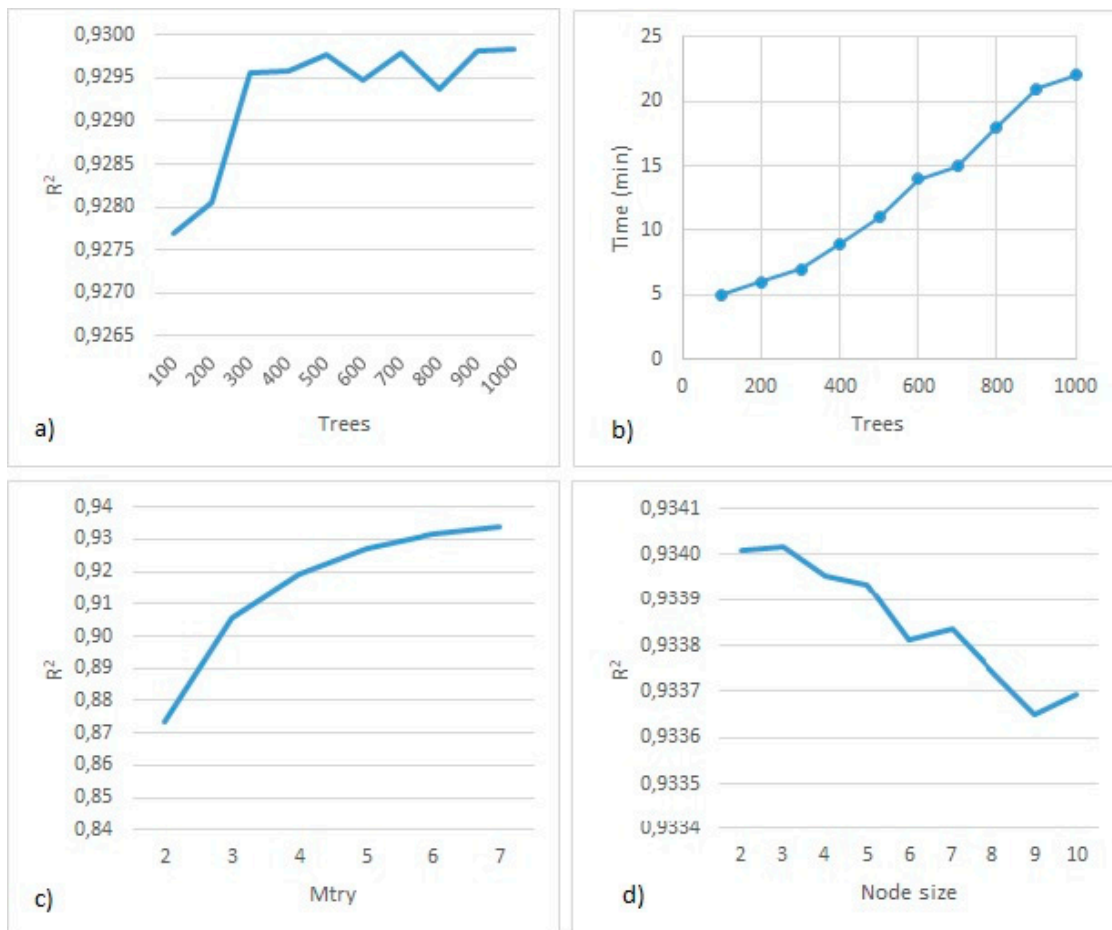 0,9300
0,9295
0,9290
0,9285
0,9280
0,9275
0,9270
0,9265
R²
100 200 300 400 500 600 700 800 900 1000
Trees
a)
25
20
15
10
5
0
Time (min)
0 200 400 600 800 1000
Trees
b)
0,94
0,93
0,92
0,91
0,90
0,89
0,88
0,87
0,86
0,85
0,84
R²
2 3 4 5 6 7
Mtry
c)
0,9341
0,9340
0,9339
0,9338
0,9337
0,9336
0,9335
0,9334
R²
2 3 4 5 6 7 8 9 10
Node size
d)